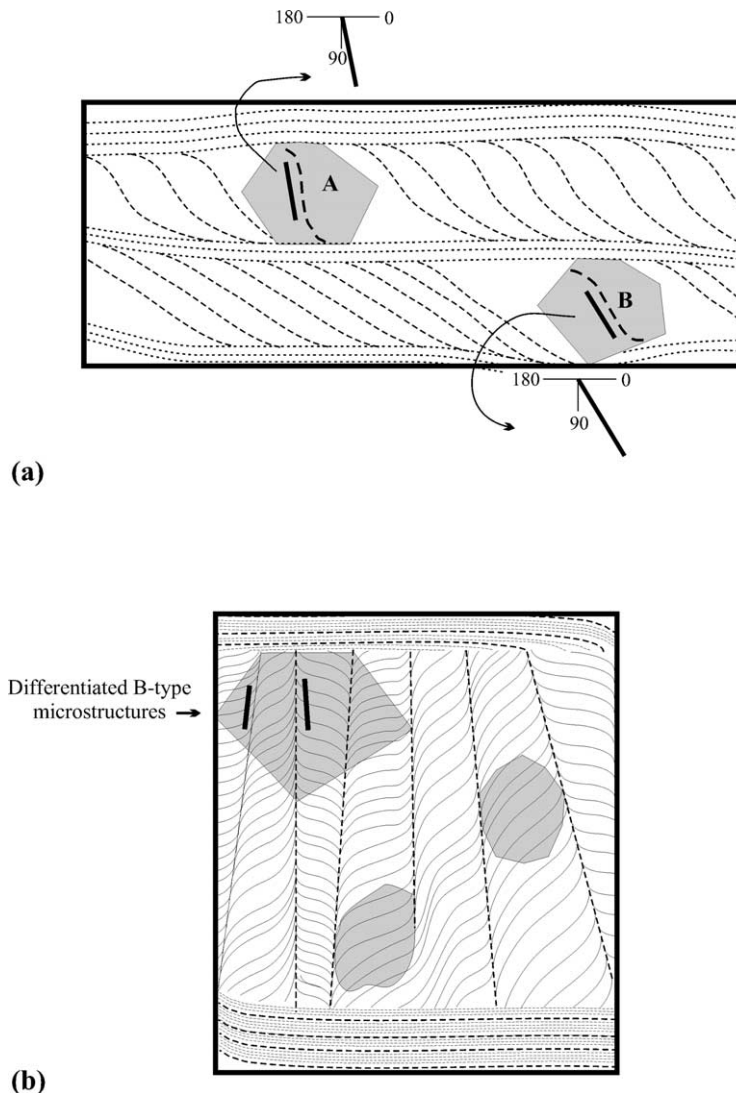 180 0
90
A
B
180 0
90
(a)
Differentiated B-type
microstructures
(b)